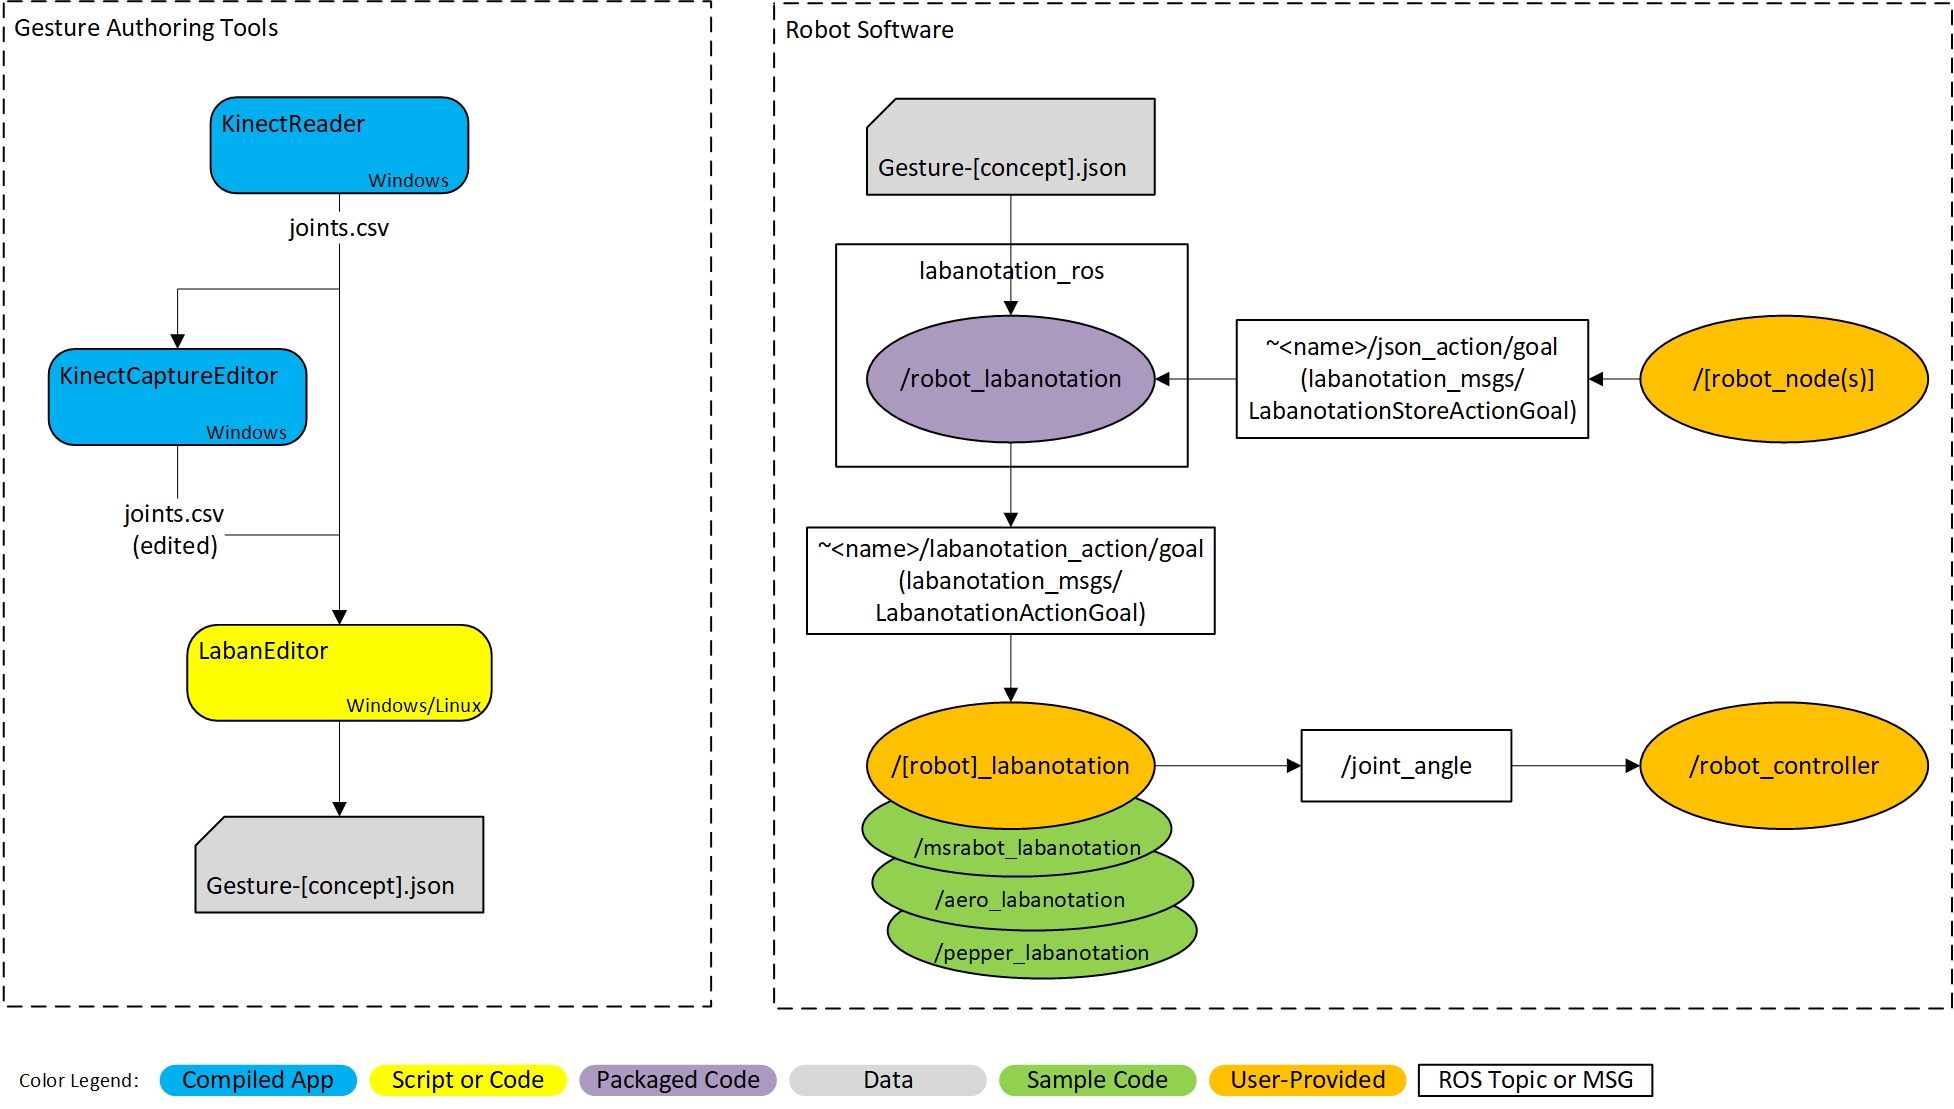 Gesture Authoring Tools
KinectReader
Windows
joints.csv
KinectCaptureEditor
Windows
joints.csv
(edited)
LabanEditor
Windows/Linux
Gesture-[concept].json
Robot Software
Gesture-[concept].json
labanotation_ros
/robot_labanotation
~<name>/json_action/goal
(labanotation_msgs/
LabanotationStoreActionGoal)
/[robot_node(s)]
~<name>/labanotation_action/goal
(labanotation_msgs/
LabanotationActionGoal)
/[robot]_labanotation
/joint_angle
/robot_controller
/msrabot_labanotation
/aero_labanotation
/pepper_labanotation
Color Legend:
Compiled App
Script or Code
Packaged Code
Data
Sample Code
User-Provided
ROS Topic or MSG